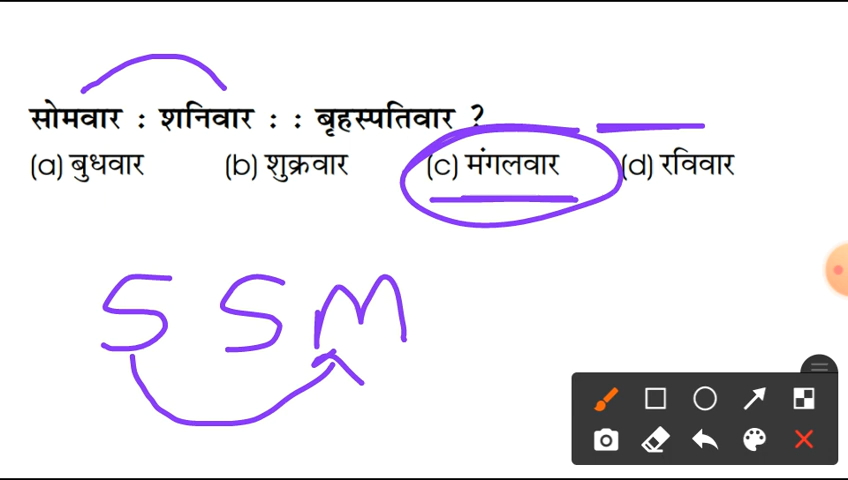 सोमवार : शनिवार : : बृहस्पतिवार ?
(a) बुधवार (b) शुक्रवार (c) मंगलवार (d) रविवार
S S M